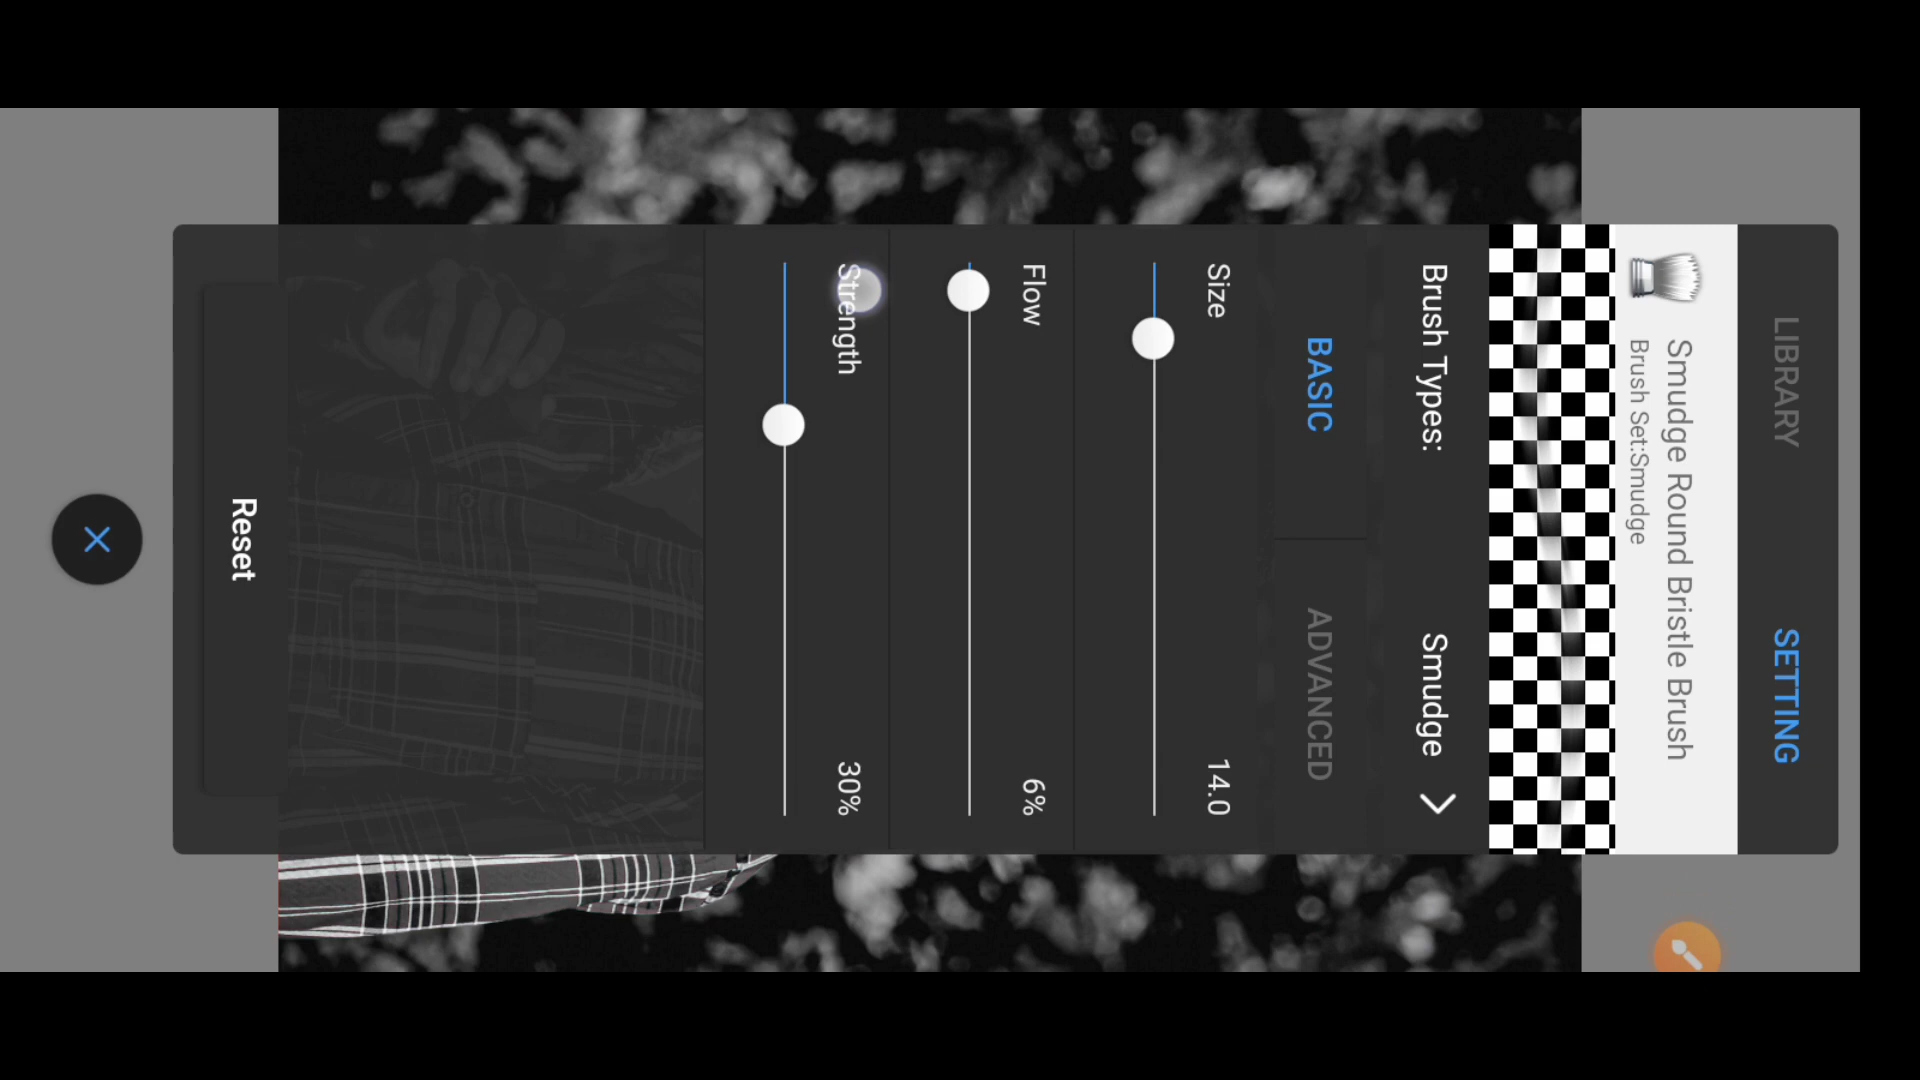 LIBRARY SETTING
Smudge Round Bristle Brush
Brush Set:Smudge
Brush Types: Smudge
BASIC ADVANCED
Size 14.0
Flow 6%
Strength 30%
Reset